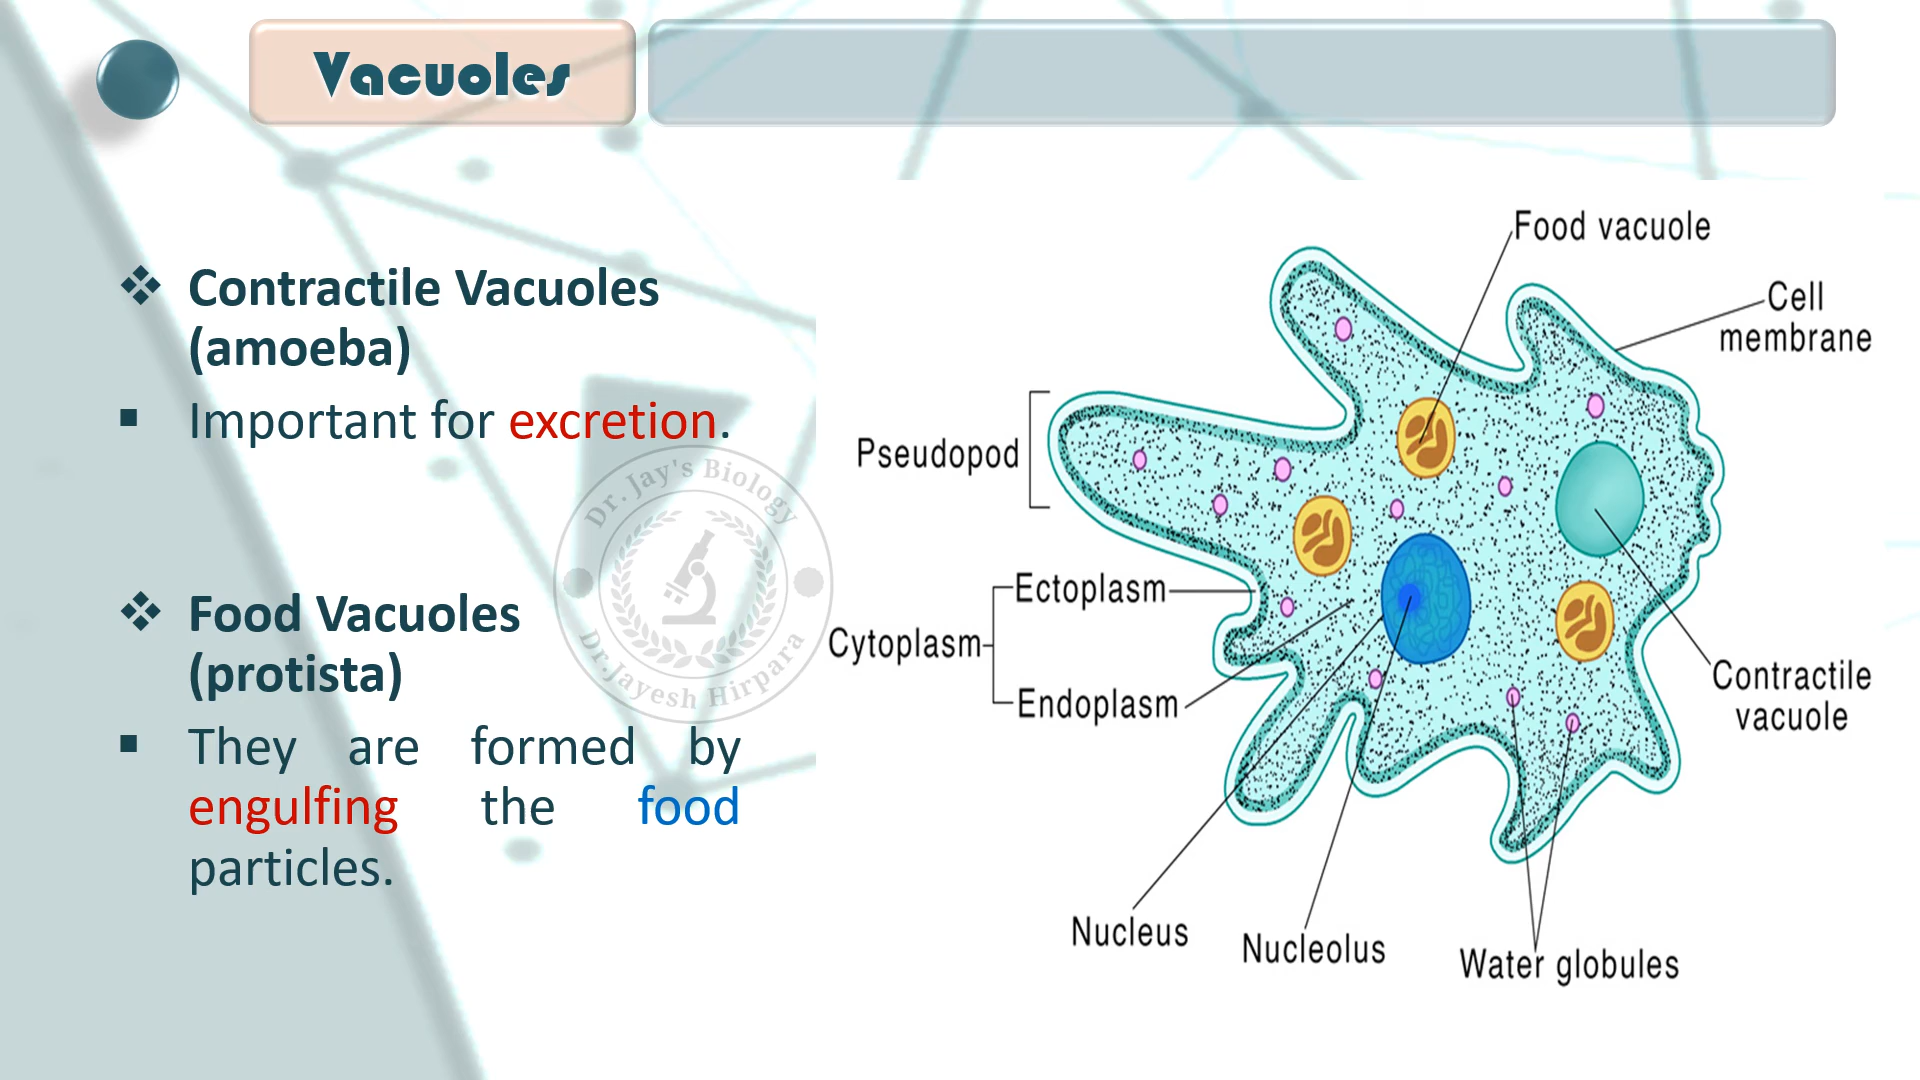 Vacuoles
Contractile Vacuoles
(amoeba)
Important for excretion.
Food Vacuoles
(protista)
They are formed by
engulfing the food
particles.
Dr. Jay's Biology
Dr.Jayesh Hirpara
Food vacuole
Cell
membrane
Pseudopod
Ectoplasm
Cytoplasm
Endoplasm
Contractile
vacuole
Nucleus
Nucleolus
Water globules